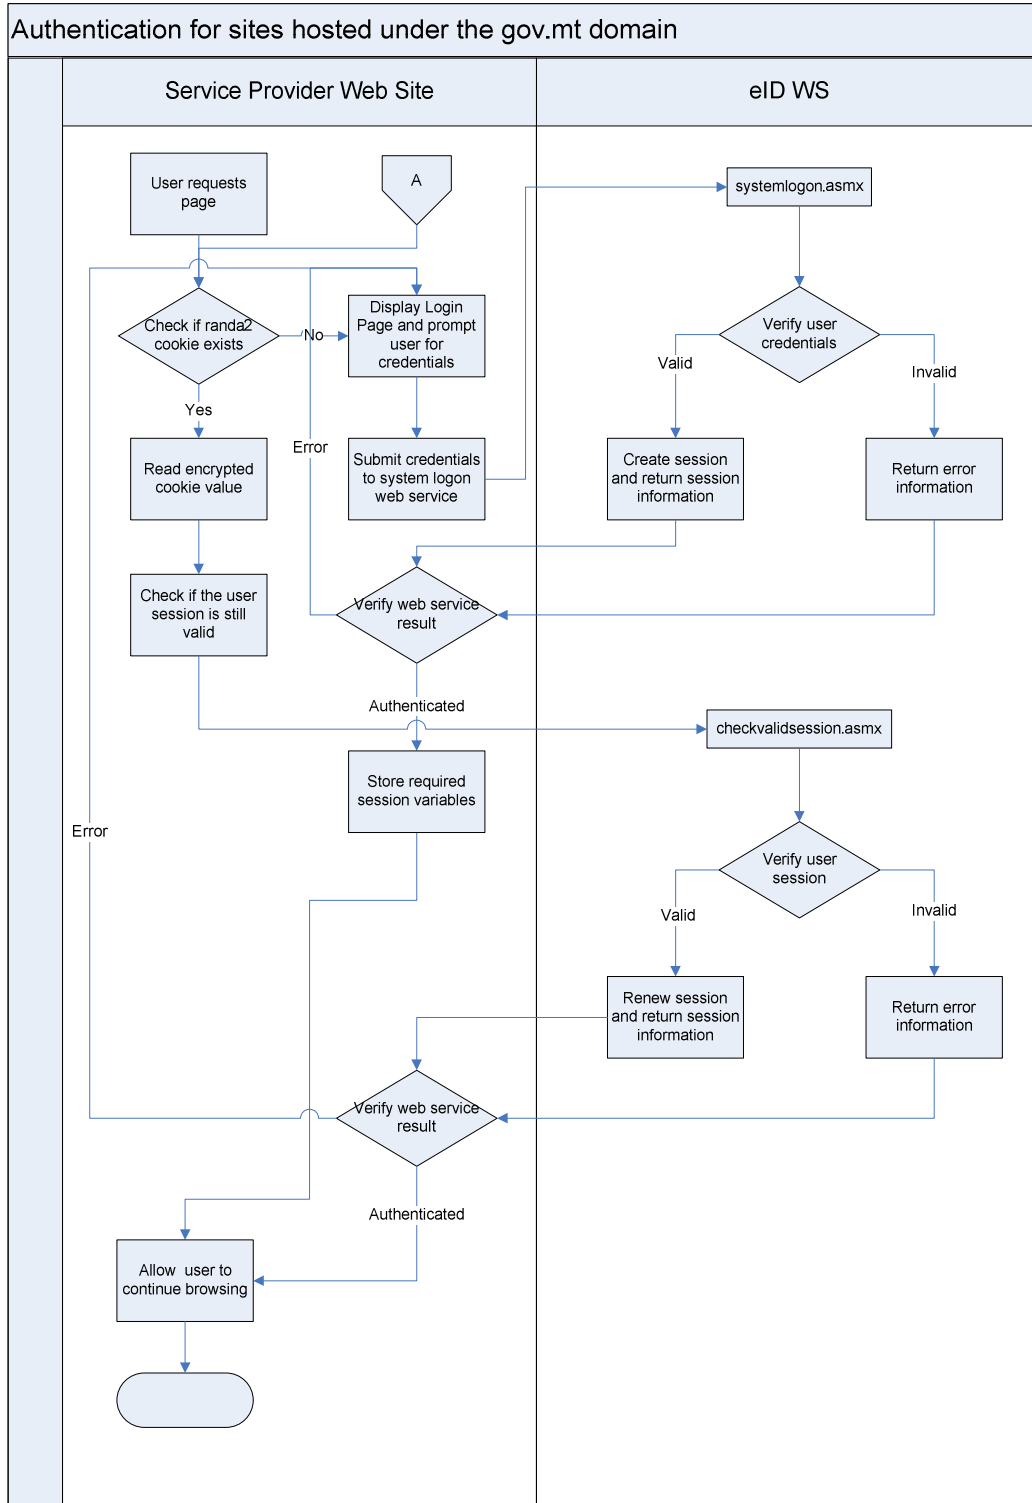 Authentication for sites hosted under the gov.mt domain
Service Provider Web Site
eID WS
User requests
page
A
systemlogon.asmx
Check if randa2
cookie exists
No
Display Login
Page and prompt
user for
credentials
Verify user
credentials
Valid
Invalid
Yes
Error
Read encrypted
cookie value
Submit credentials
to system logon
web service
Create session
and return session
information
Return error
information
Check if the user
session is still
valid
Verify web service
result
Authenticated
checkvalidsession.asmx
Store required
session variables
Error
Verify user
session
Valid
Invalid
Renew session
and return session
information
Return error
information
Verify web service
result
Authenticated
Allow user to
continue browsing